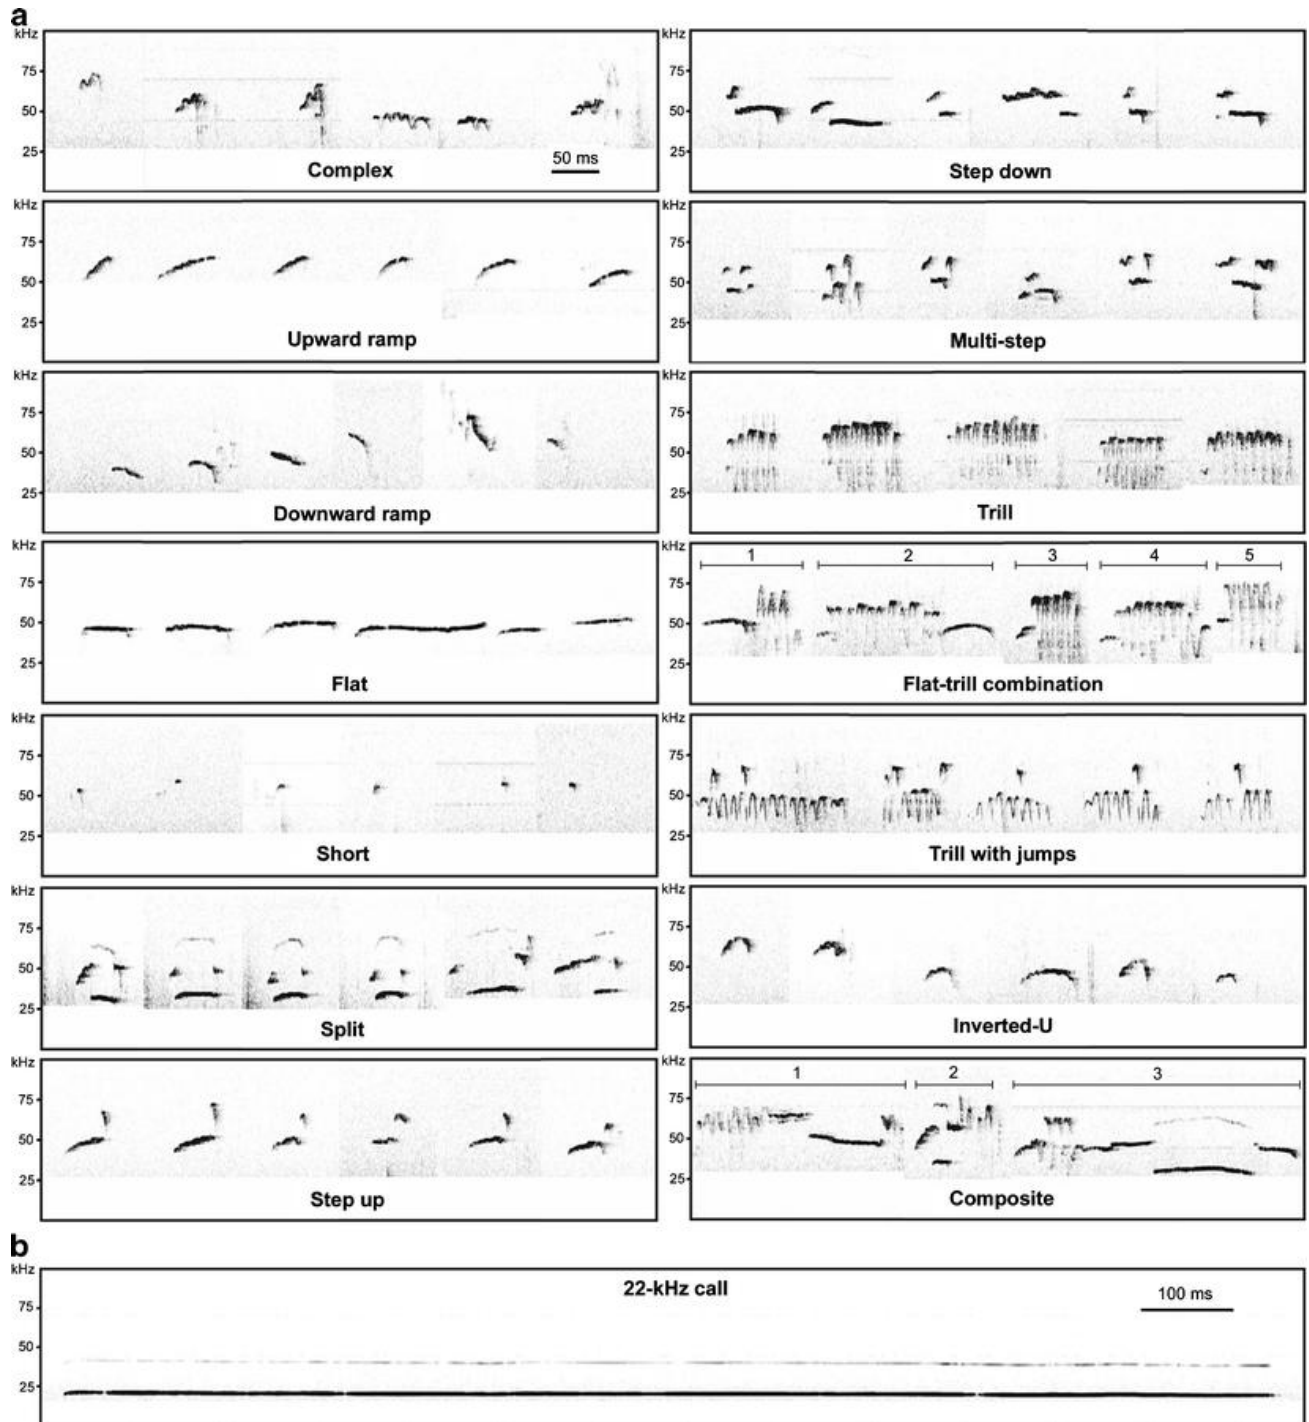 a
kHz
75
50
25
Complex
50 ms
kHz
75
50
25
Step down
kHz
75
50
25
Upward ramp
kHz
75
50
25
Multi-step
kHz
75
50
25
Downward ramp
kHz
75
50
25
Trill
kHz
75
50
25
Flat
kHz
1 2 3 4 5
75
50
25
Flat-trill combination
kHz
75
50
25
Short
kHz
75
50
25
Trill with jumps
kHz
75
50
25
Split
kHz
75
50
25
Inverted-U
kHz
75
50
25
Step up
kHz
1 2 3
75
50
25
Composite
b
kHz
22-kHz call
100 ms
75
50
25